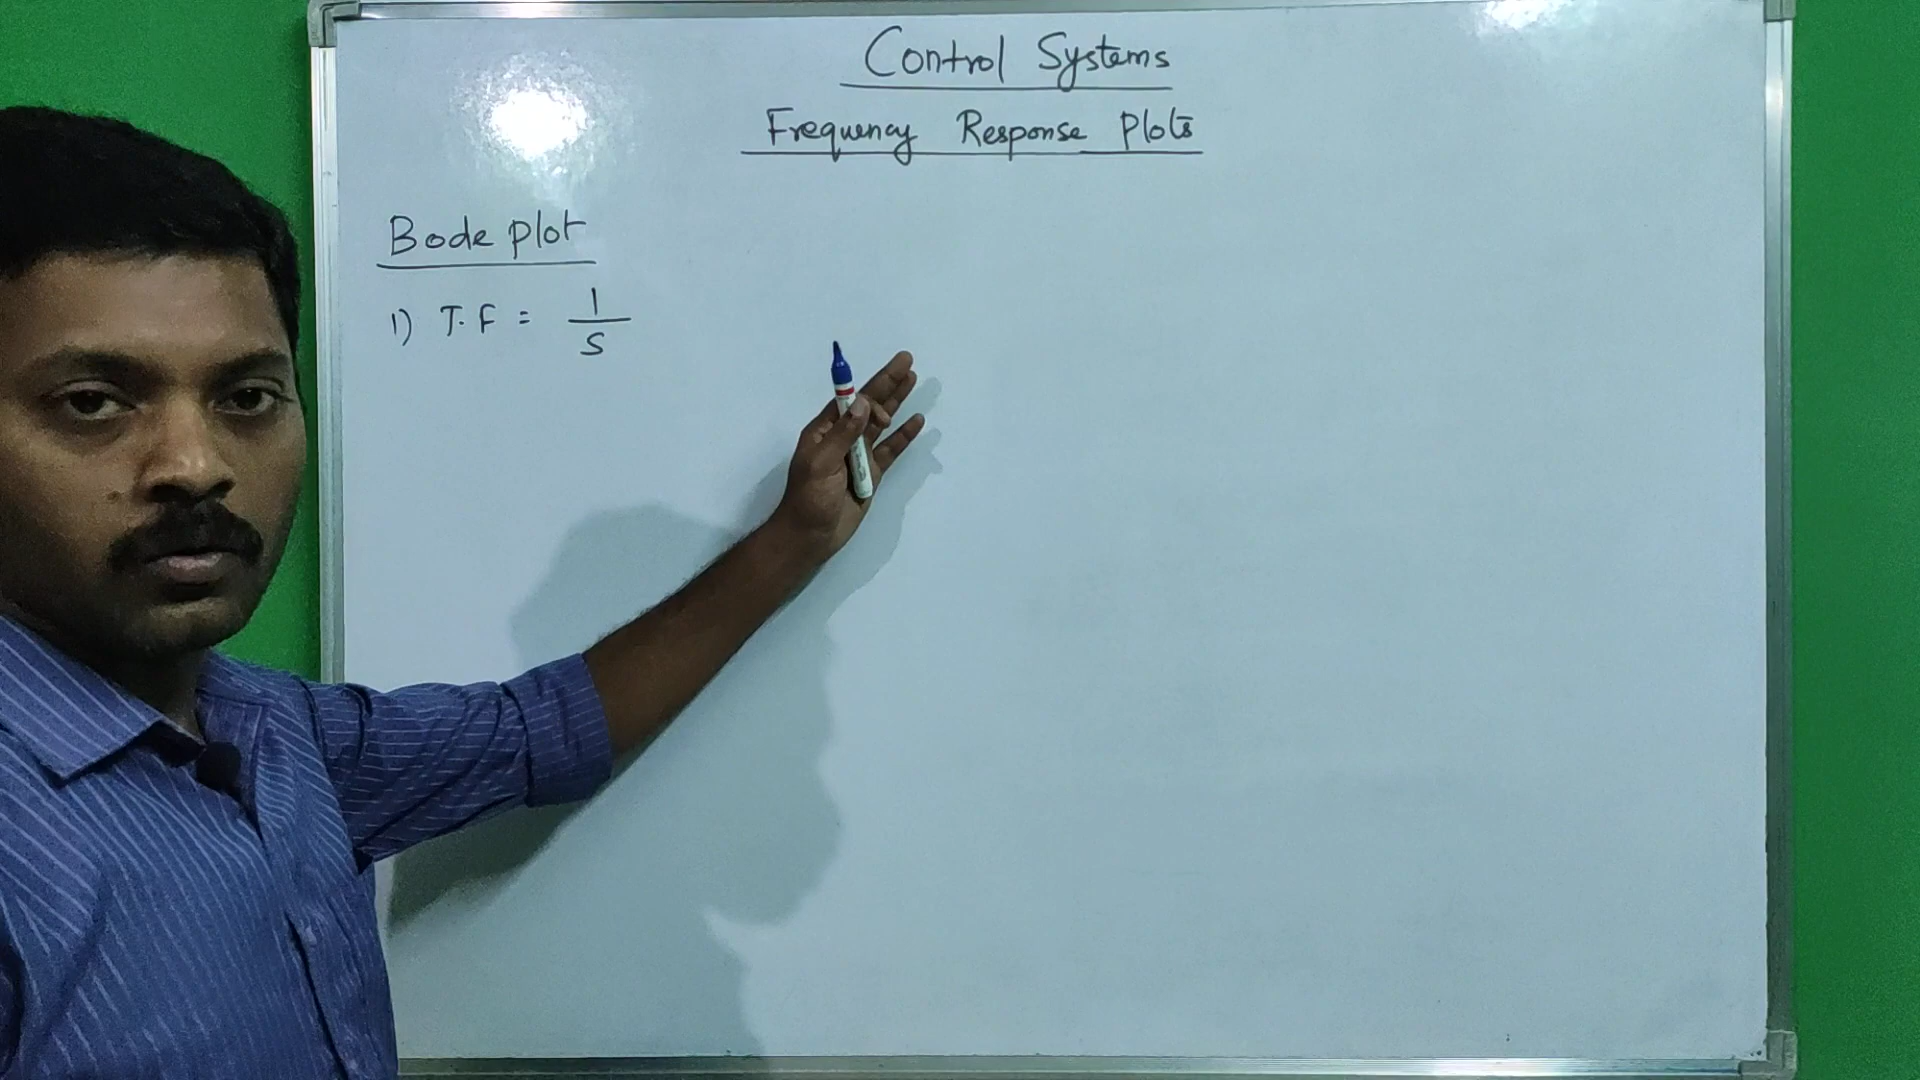 Control Systems
Frequency Response Plots
Bode plot
1) T.F = 1/s